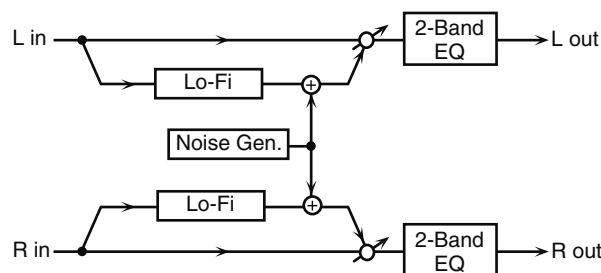 L in
2-Band
EQ
L out
Lo-Fi
+
Noise Gen.
Lo-Fi
+
R in
2-Band
EQ
R out